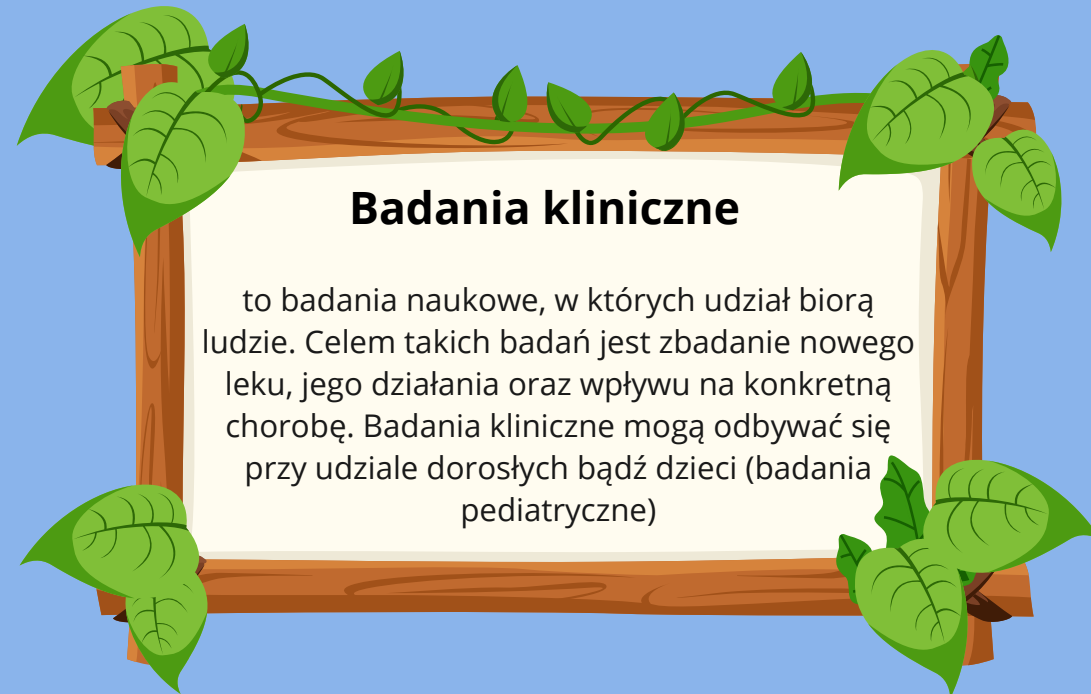 Badania kliniczne
to badania naukowe, w których udział biorą
ludzie. Celem takich badań jest zbadanie nowego
leku, jego działania oraz wpływu na konkretną
chorobę. Badania kliniczne mogą odbywać się
przy udziale dorosłych bądź dzieci (badania
pediatryczne)